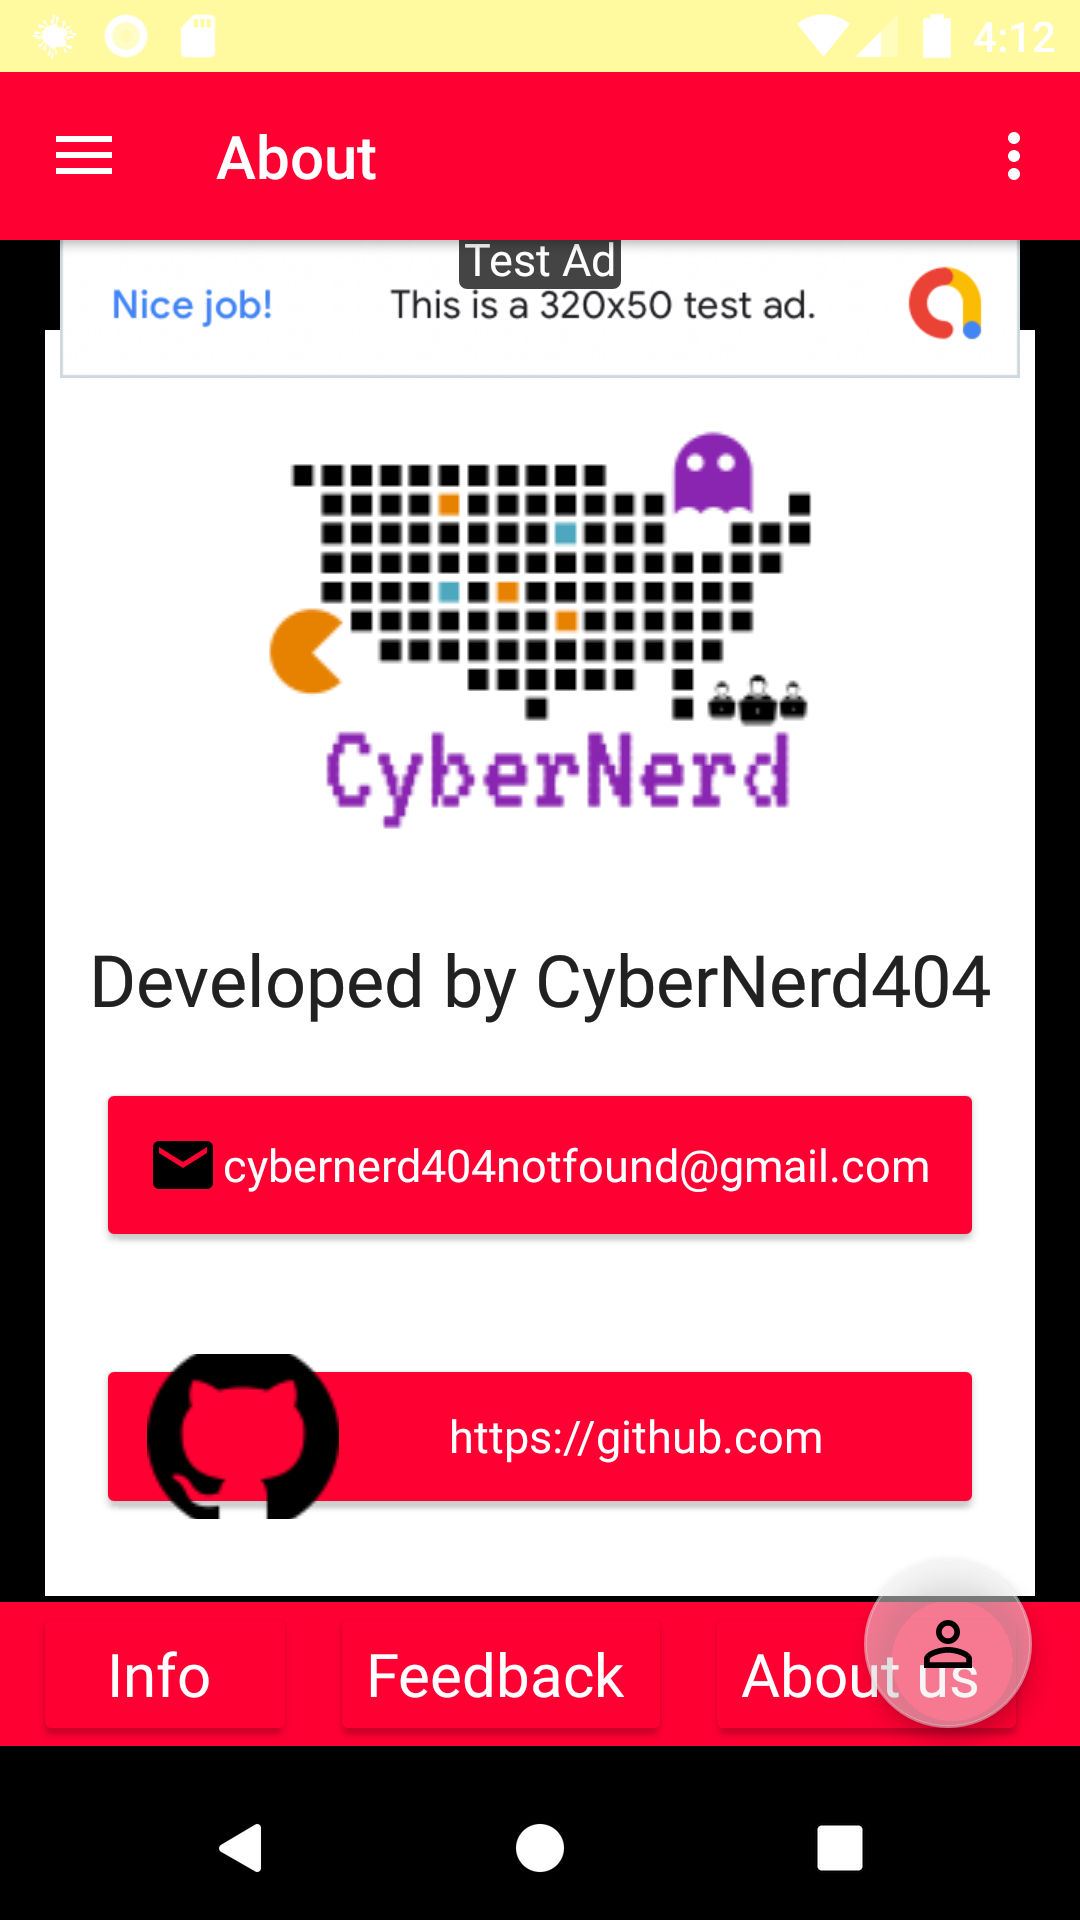 4:12
About
Test Ad
Nice job!
This is a 320x50 test ad.
CyberNerd
Developed by CyberNerd404
cybernerd404notfound@gmail.com
https://github.com
Info
Feedback
About us